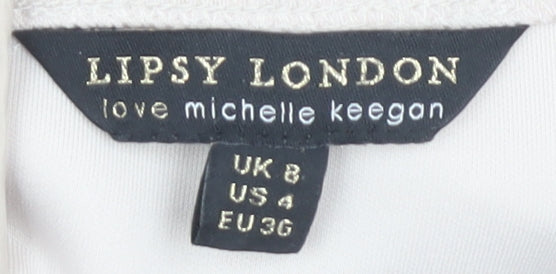 LIPSY LONDON
love michelle keegan
UK 8
US 4
EU 36